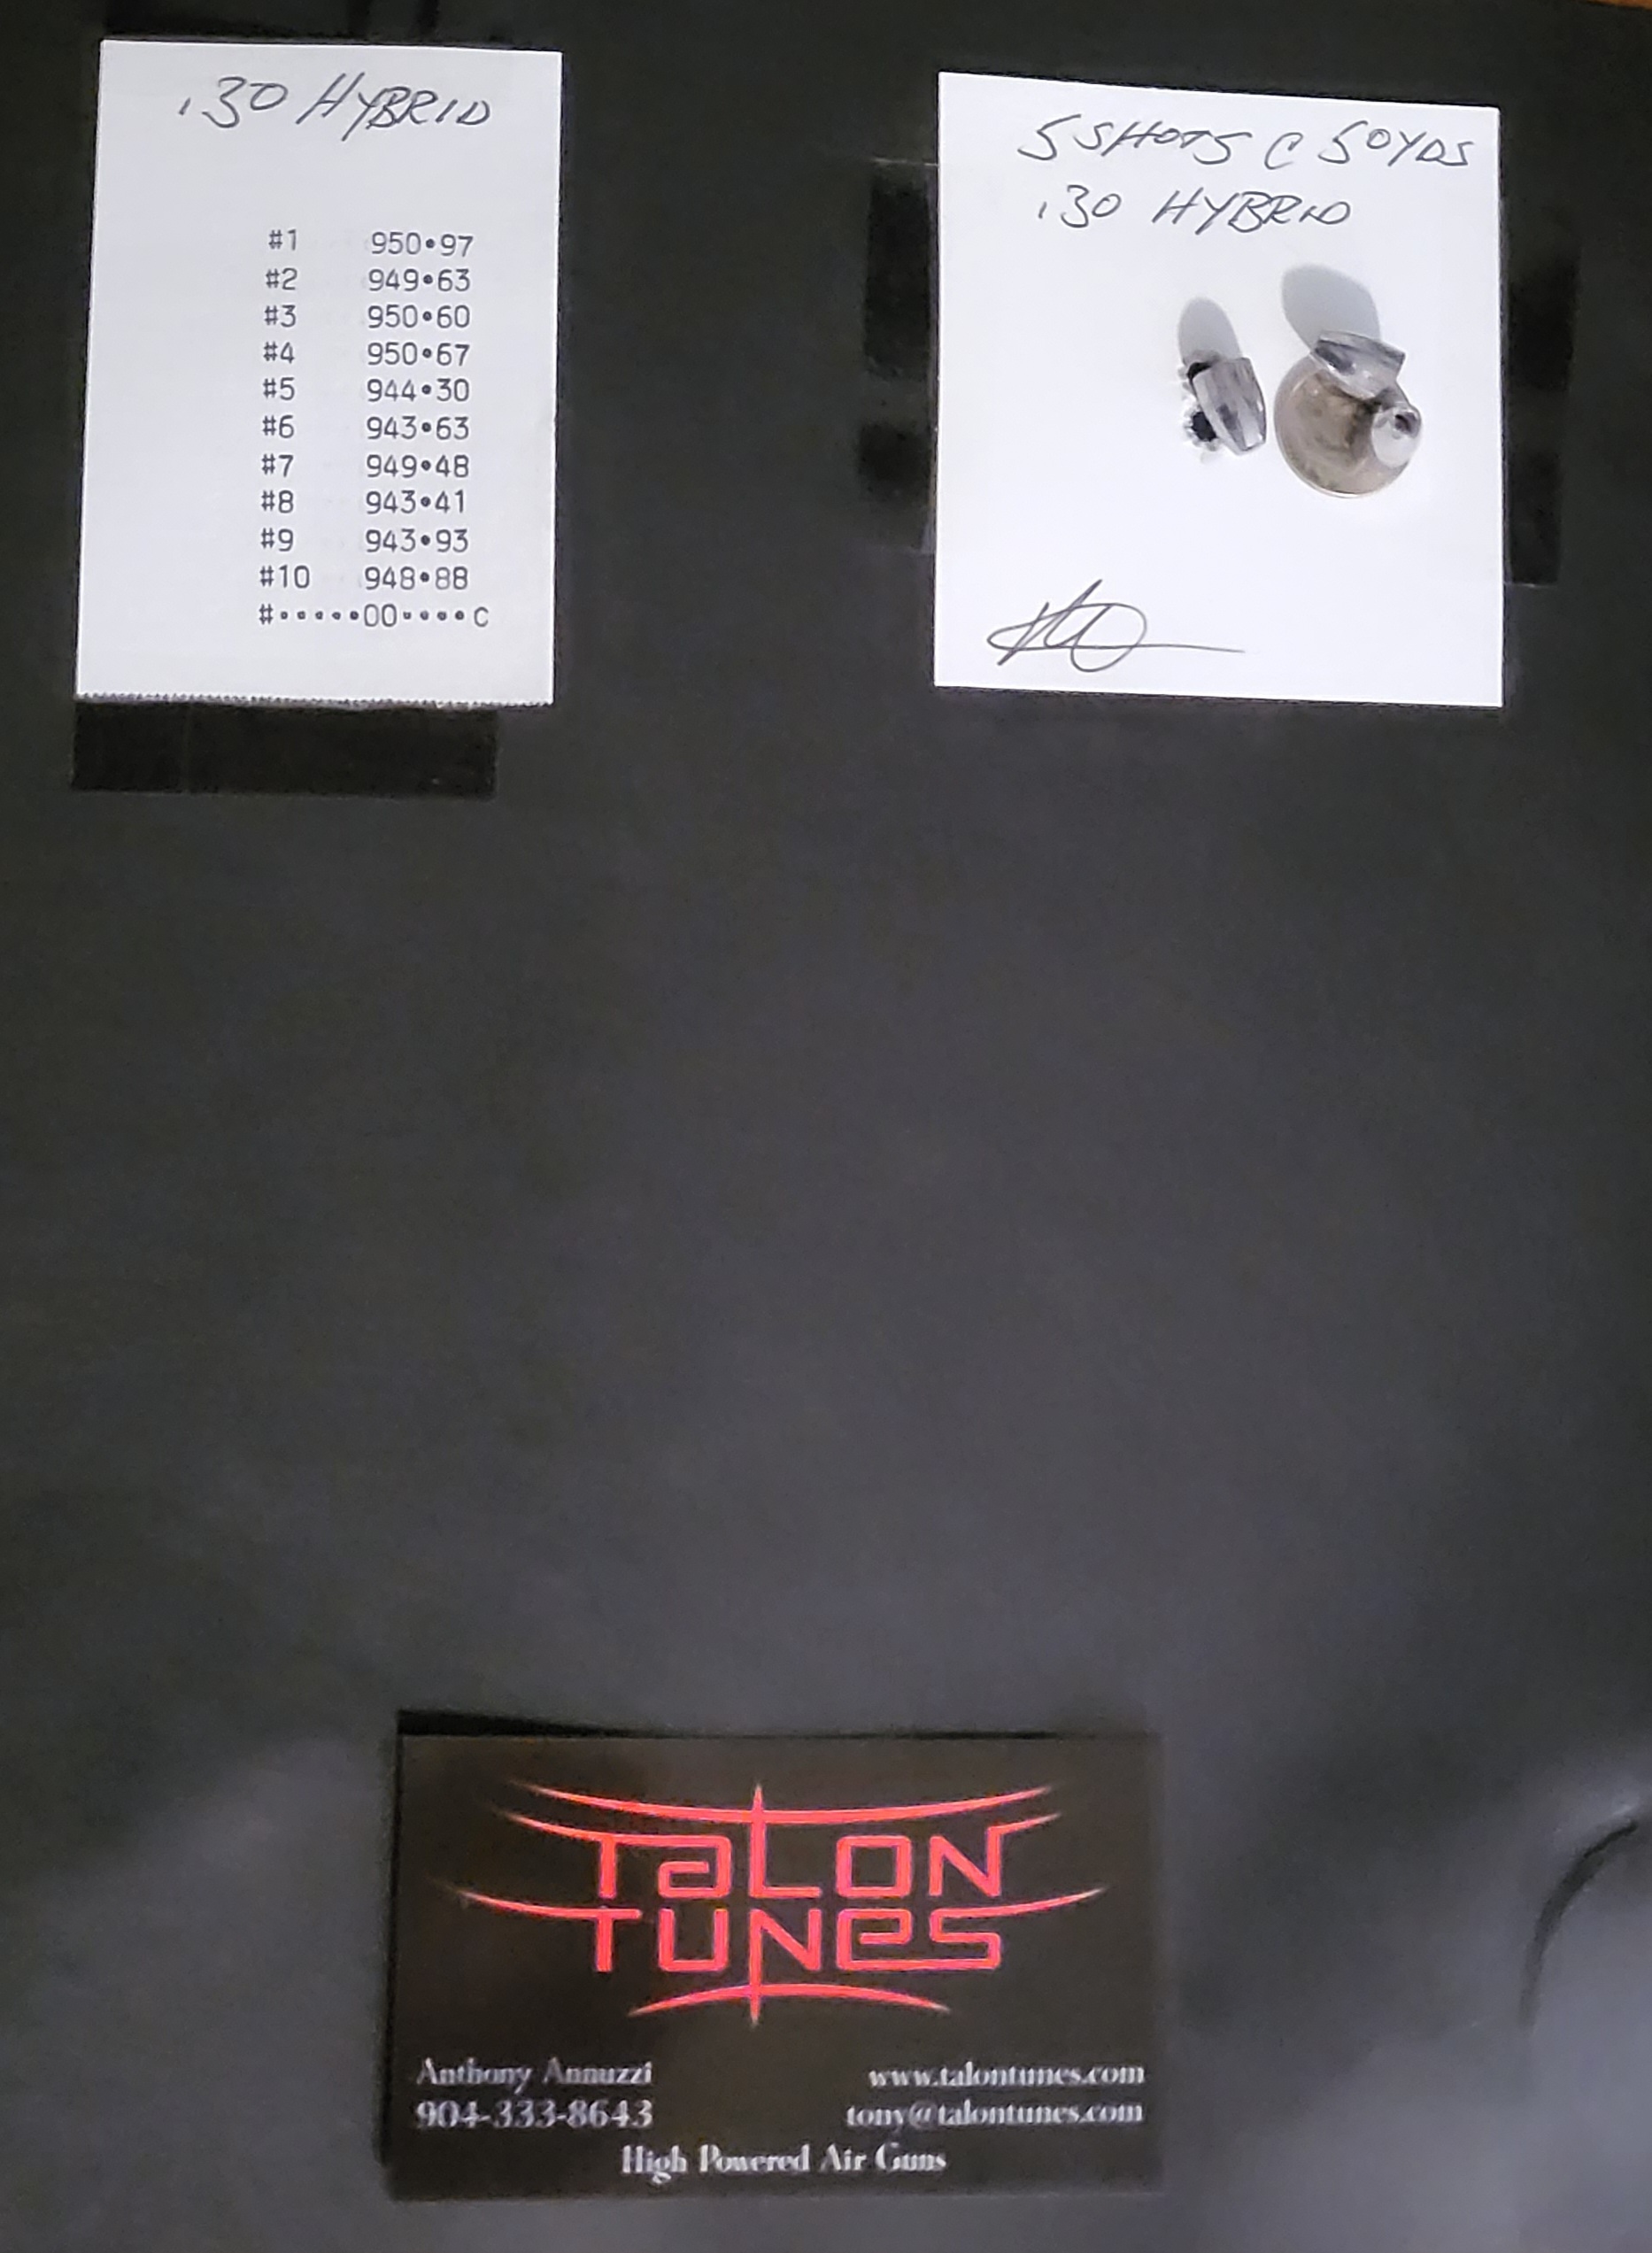 .30 HYBRID
#1 950•97
#2 949•63
#3 950•60
#4 950•67
#5 944•30
#6 943•63
#7 949•48
#8 943•41
#9 943•93
#10 948•88
#•••••00••••C
5 SHOTS C 50YDS
.30 HYBRID
TaLON
TUNES
Anthony Annuzzi
904-333-8643
www.talontunes.com
tony@talontunes.com
High Powered Air Guns